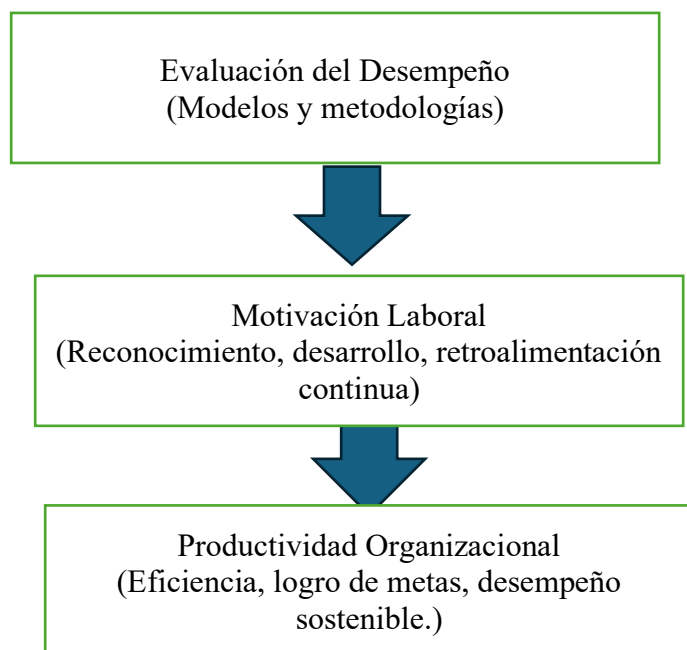 Evaluación del Desempeño
(Modelos y metodologías)
Motivación Laboral
(Reconocimiento, desarrollo, retroalimentación
continua)
Productividad Organizacional
(Eficiencia, logro de metas, desempeño
sostenible.)